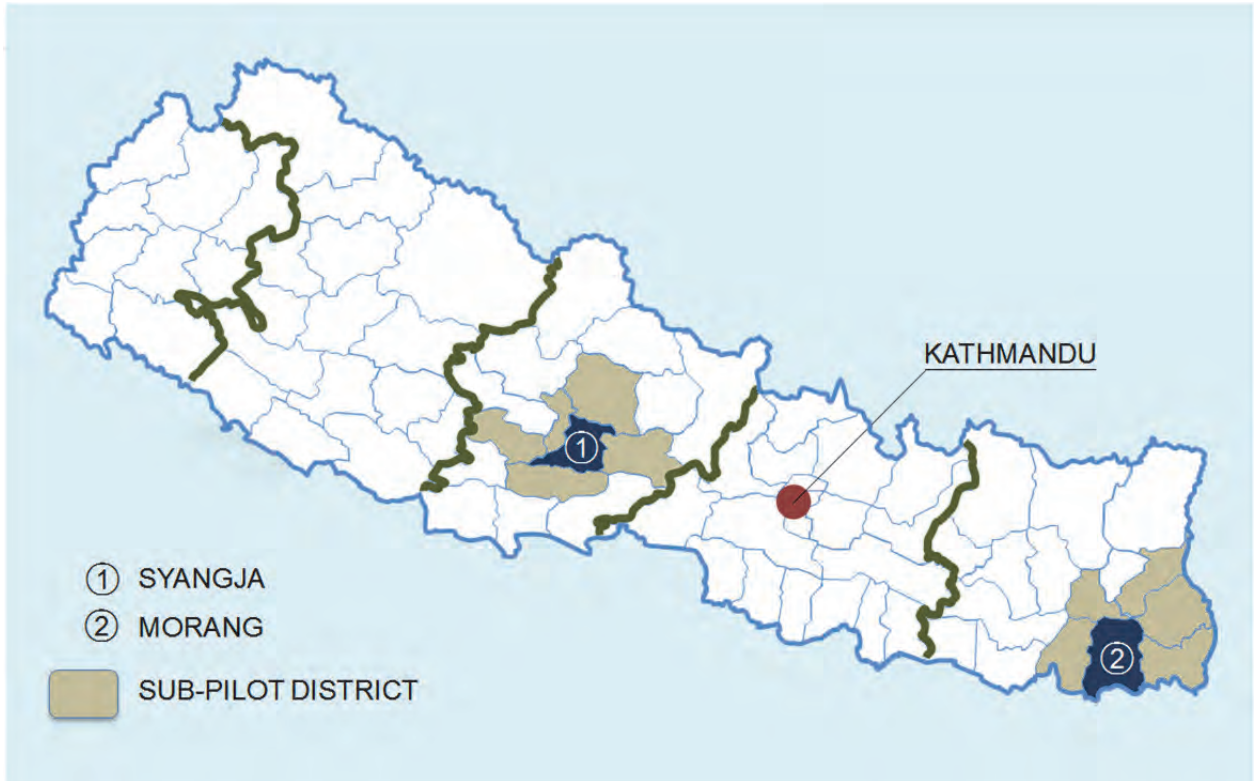 KATHMANDU
① SYANGJA
② MORANG
SUB-PILOT DISTRICT
①
②